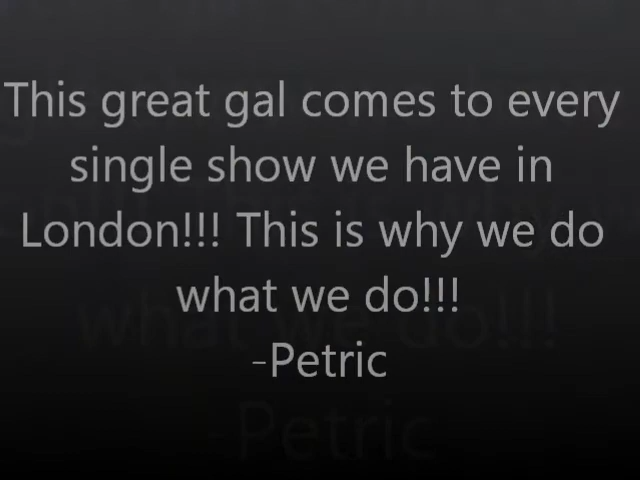 This great gal comes to every
single show we have in
London!!! This is why we do
what we do!!!
-Petric